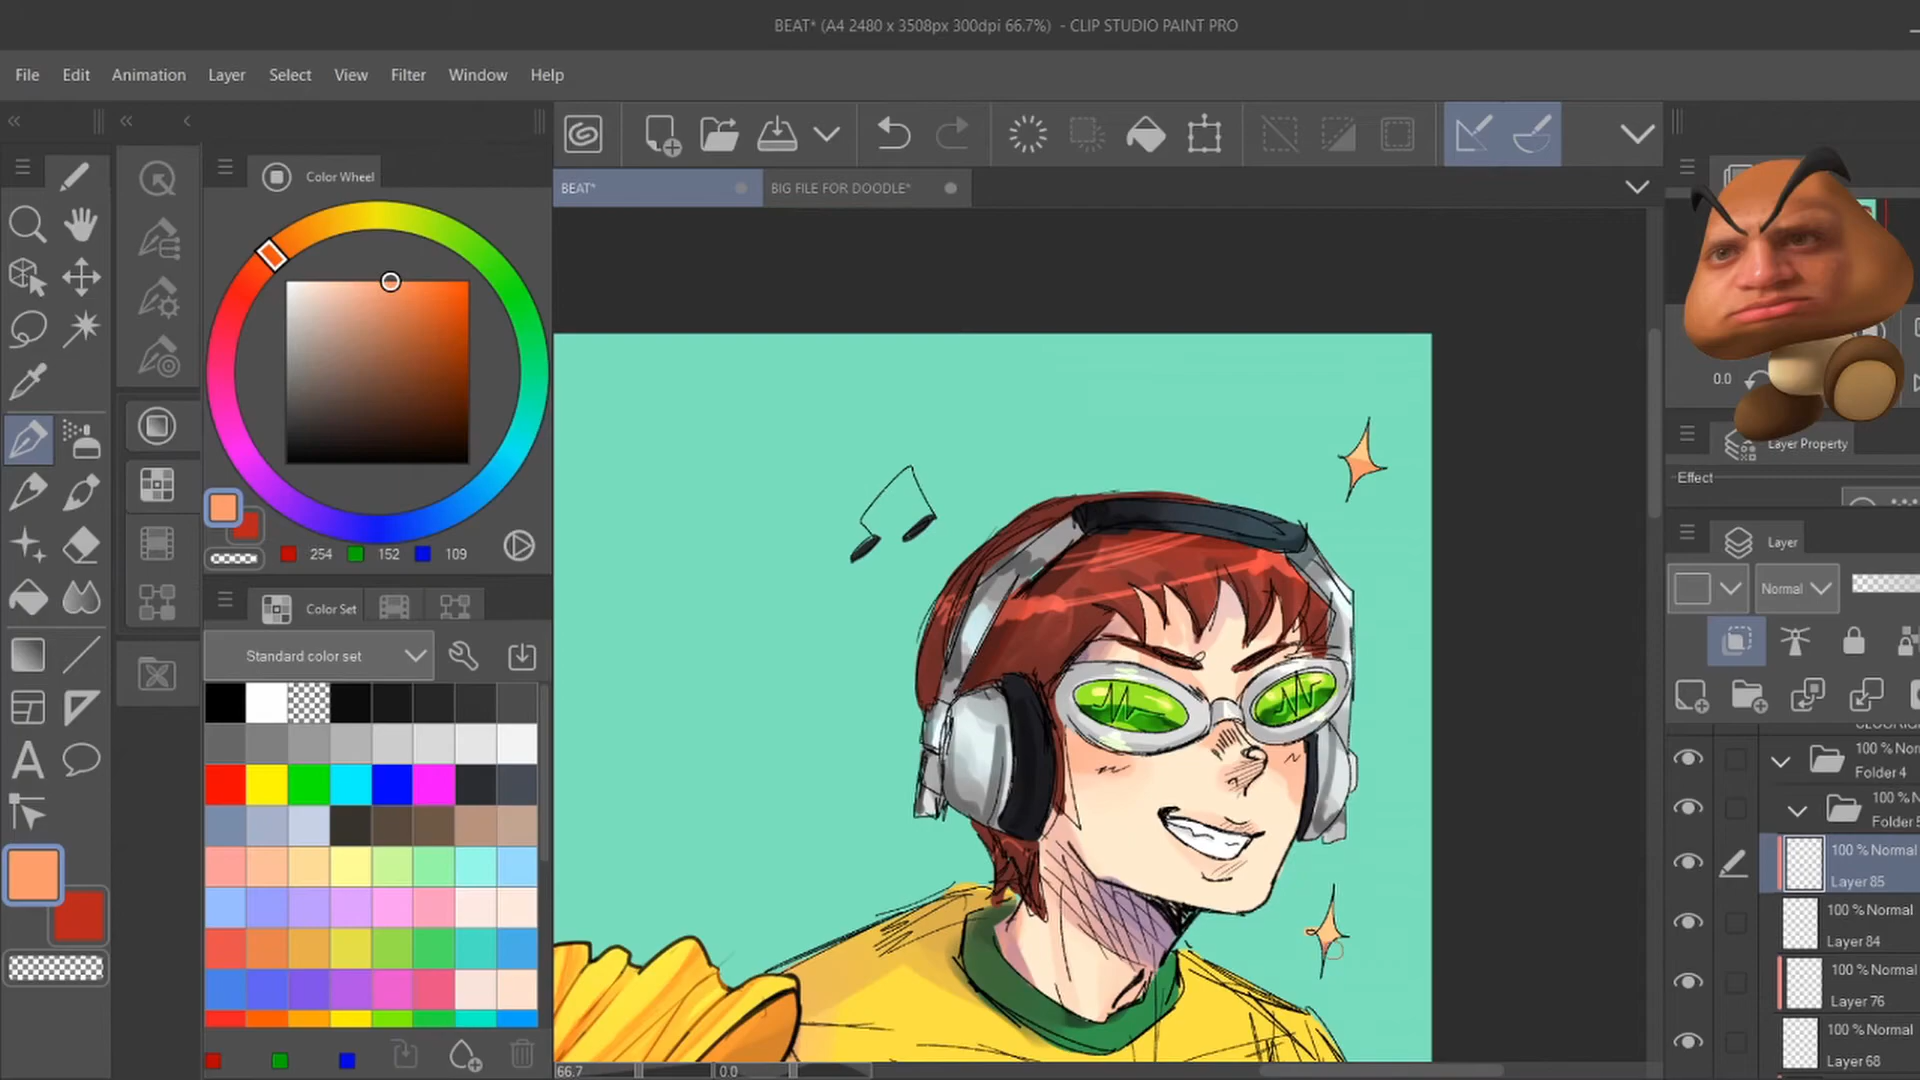 BEAT* (A4 2480 x 3508px 300dpi 66.7%) - CLIP STUDIO PAINT PRO
File Edit Animation Layer Select View Filter Window Help
Color Wheel
BEAT* BIG FILE FOR DOODLE*
0.0
Layer Property
Effect
254 152 109
Layer
Color Set
Normal
Standard color set
100 % Normal
Folder 4
100 %
Folder
100 % Normal
Layer 85
100 % Normal
Layer 84
100 % Normal
Layer 76
100 % Normal
Layer 68
66.7 0.0